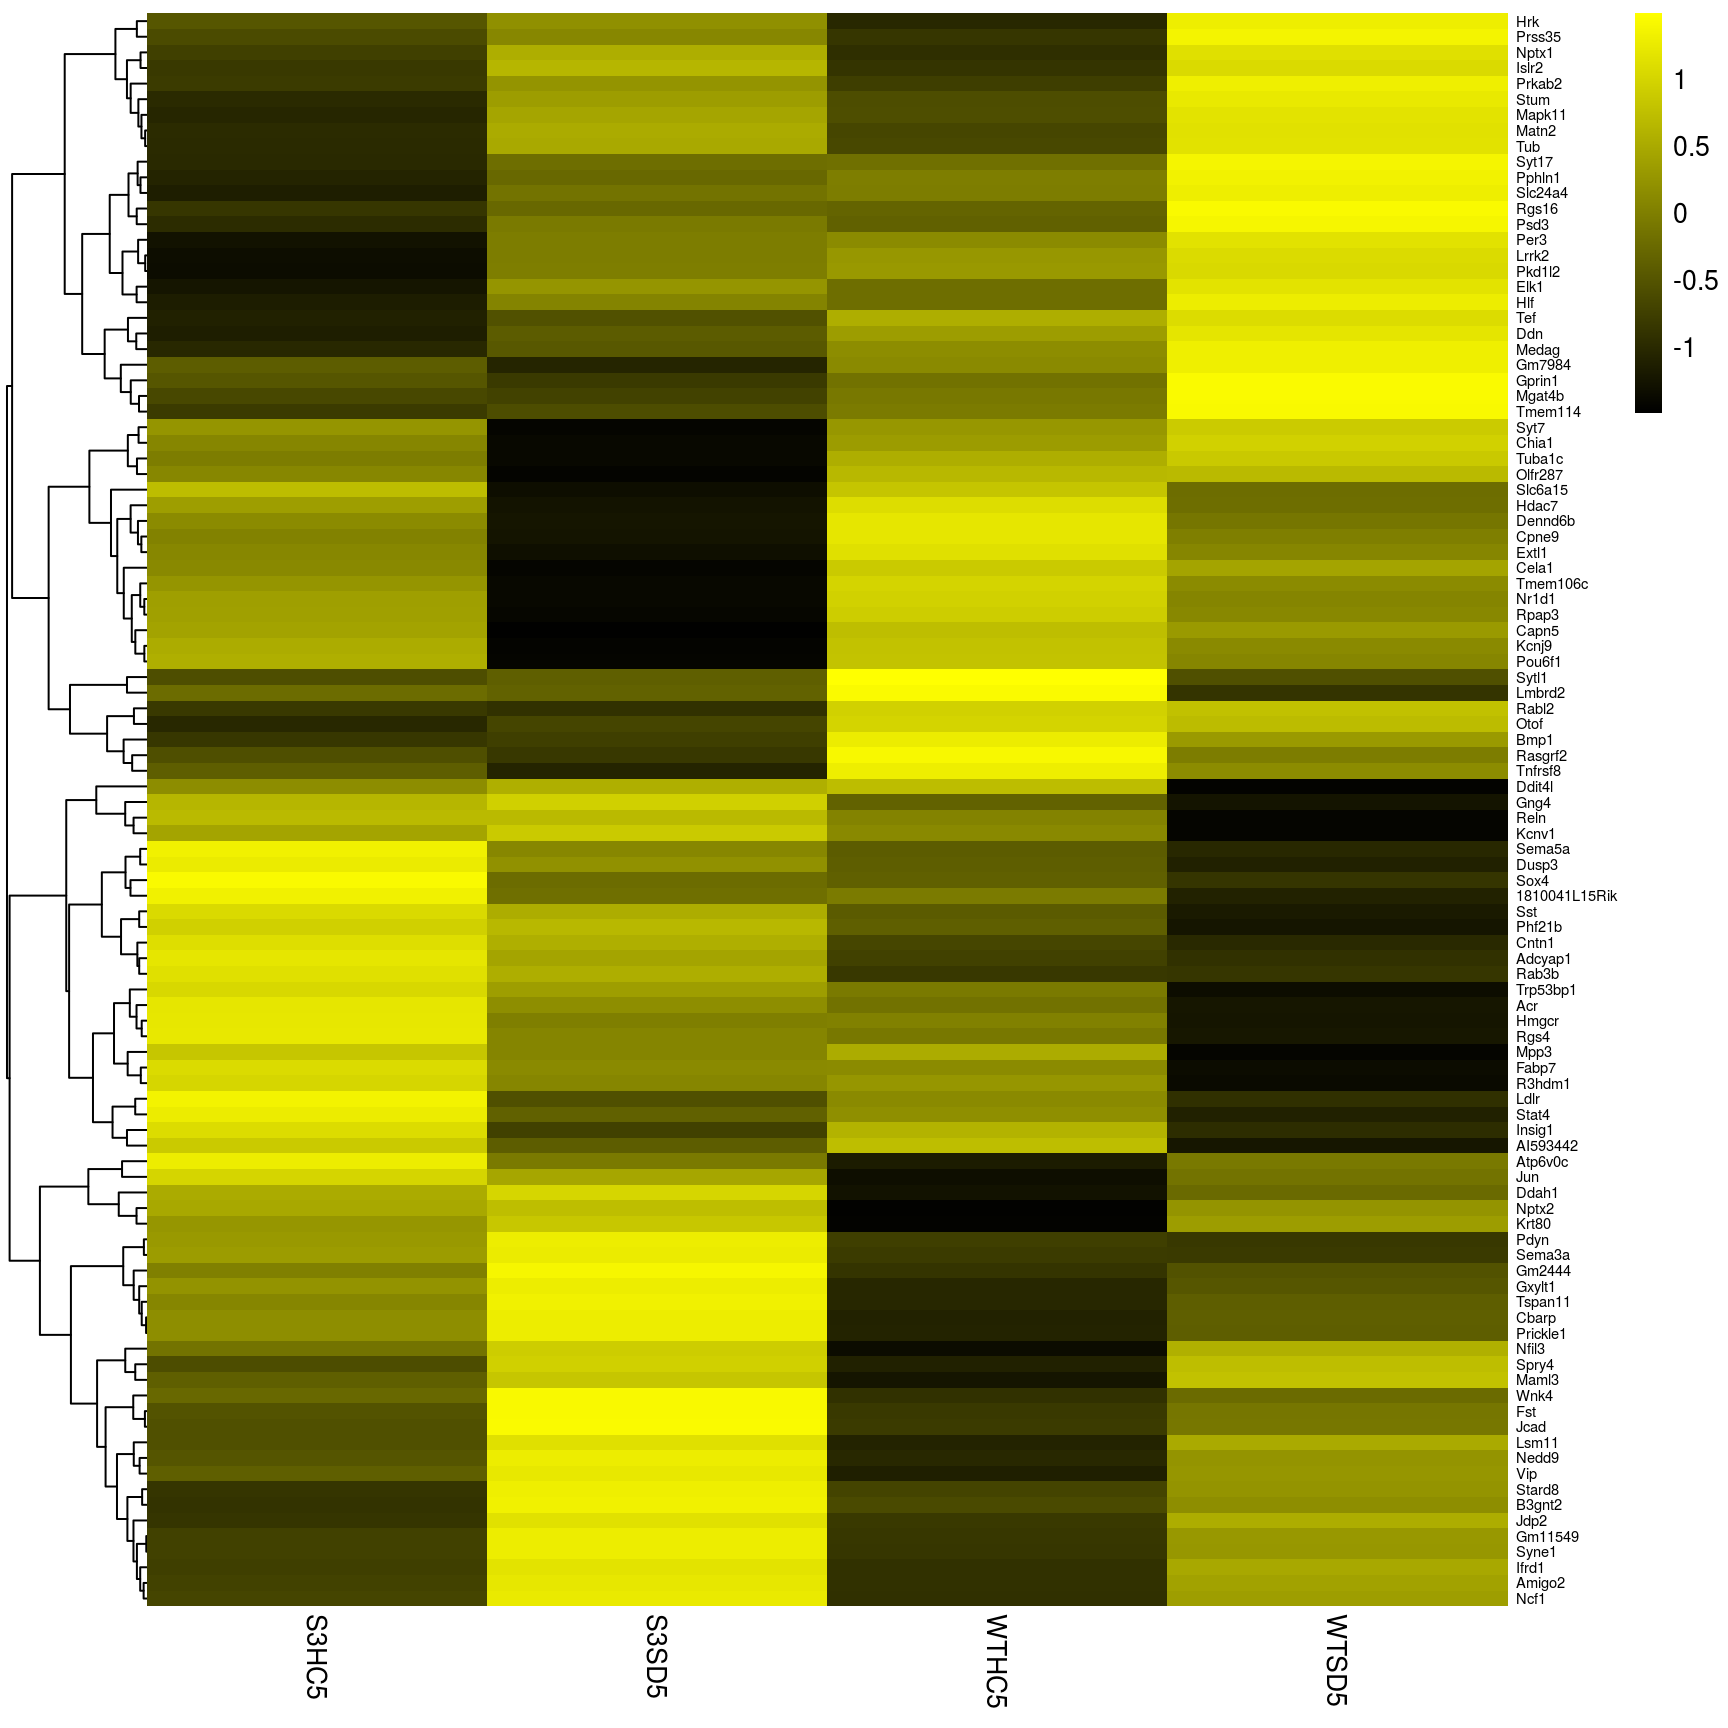 Hrk
Prss35
Nptx1
Islr2
Prkab2
Stum
Mapk11
Matn2
Tub
Syt17
Pphln1
Slc24a4
Rgs16
Psd3
Per3
Lrrk2
Pkd1l2
Elk1
Hlf
Tef
Ddn
Medag
Gm7984
Gprin1
Mgat4b
Tmem114
Syt7
Chia1
Tuba1c
Olfr287
Slc6a15
Hdac7
Dennd6b
Cpne9
Extl1
Cela1
Tmem106c
Nr1d1
Rpap3
Capn5
Kcnj9
Pou6f1
Sytl1
Lmbrd2
Rabl2
Otof
Bmp1
Rasgrf2
Tnfrsf8
Ddit4l
Gng4
Reln
Kcnv1
Sema5a
Dusp3
Sox4
1810041L15Rik
Sst
Phf21b
Cntn1
Adcyap1
Rab3b
Trp53bp1
Acr
Hmgcr
Rgs4
Mpp3
Fabp7
R3hdm1
Ldlr
Stat4
Insig1
AI593442
Atp6v0c
Jun
Ddah1
Nptx2
Krt80
Pdyn
Sema3a
Gm2444
Gxylt1
Tspan11
Cbarp
Prickle1
Nfil3
Spry4
Maml3
Wnk4
Fst
Jcad
Lsm11
Nedd9
Vip
Stard8
B3gnt2
Jdp2
Gm11549
Syne1
Ifrd1
Amigo2
Ncf1
1
0.5
0
-0.5
-1
S3HC5
S3SD5
WTHC5
WTSD5